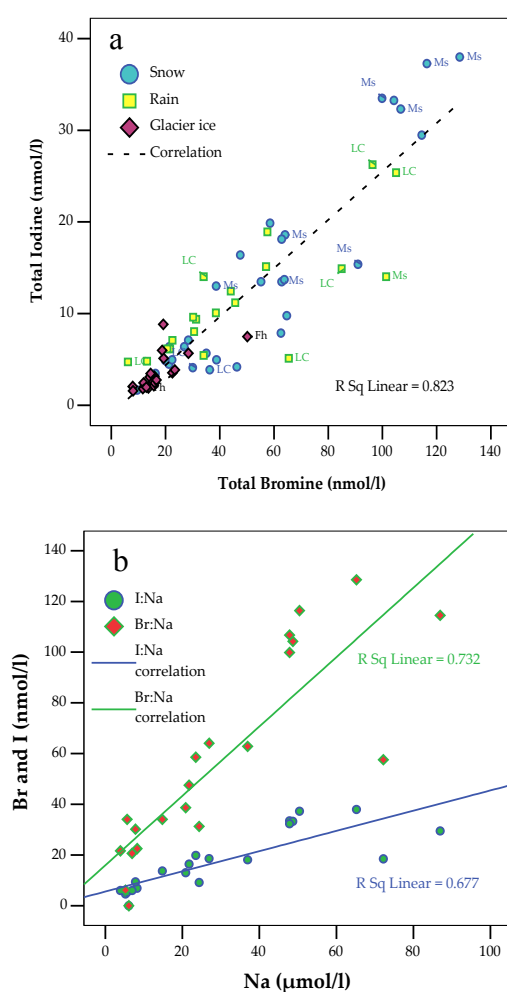 a
40
30
20
10
0
Total Iodine (nmol/l)
Snow
Rain
Glacier ice
Correlation
Ms
Ms
Ms
LC
LC
Ms
LC
Ms
Ms
LC
Ms
Ms
Fh
LC
LC
LC
Fh
R Sq Linear = 0.823
0 20 40 60 80 100 120 140
Total Bromine (nmol/l)
b
140
120
100
80
60
40
20
0
Br and I (nmol/l)
I:Na
Br:Na
I:Na
correlation
Br:Na
correlation
R Sq Linear = 0.732
R Sq Linear = 0.677
0 20 40 60 80 100
Na (μmol/l)